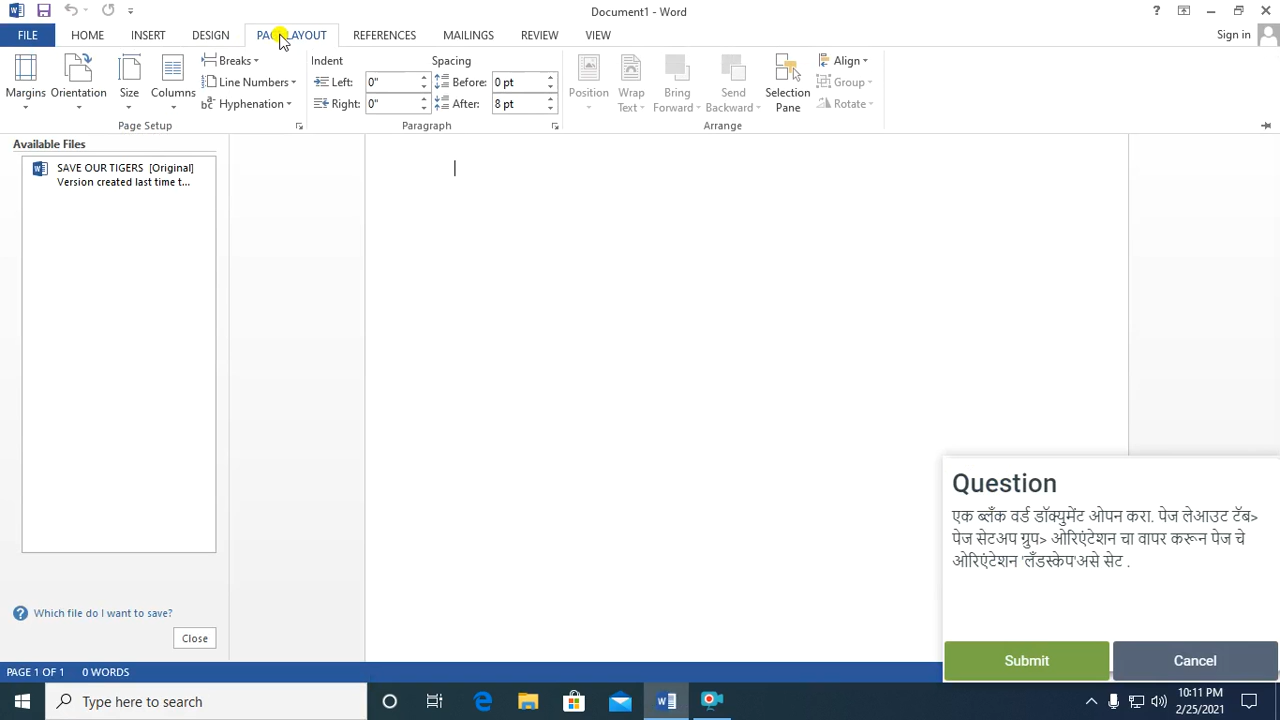 Document1 - Word
FILE HOME INSERT DESIGN PAGE LAYOUT REFERENCES MAILINGS REVIEW VIEW Sign in
Margins Orientation Size Columns Breaks Line Numbers Hyphenation
Page Setup
Indent Spacing
Left: 0" Before: 0 pt
Right: 0" After: 8 pt
Paragraph
Position Wrap Text Bring Forward Send Backward Selection Pane Align Group Rotate
Arrange
Available Files
SAVE OUR TIGERS [Original]
Version created last time t...
Which file do I want to save?
Close
Question
एक ब्लँक वर्ड डॉक्युमेंट ओपन करा. पेज लेआउट टॅब>
पेज सेटअप ग्रुप> ओरिएंटेशन चा वापर करून पेज चे
ओरिएंटेशन 'लँडस्केप'असे सेट .
Submit Cancel
PAGE 1 OF 1 0 WORDS
Type here to search
10:11 PM
2/25/2021